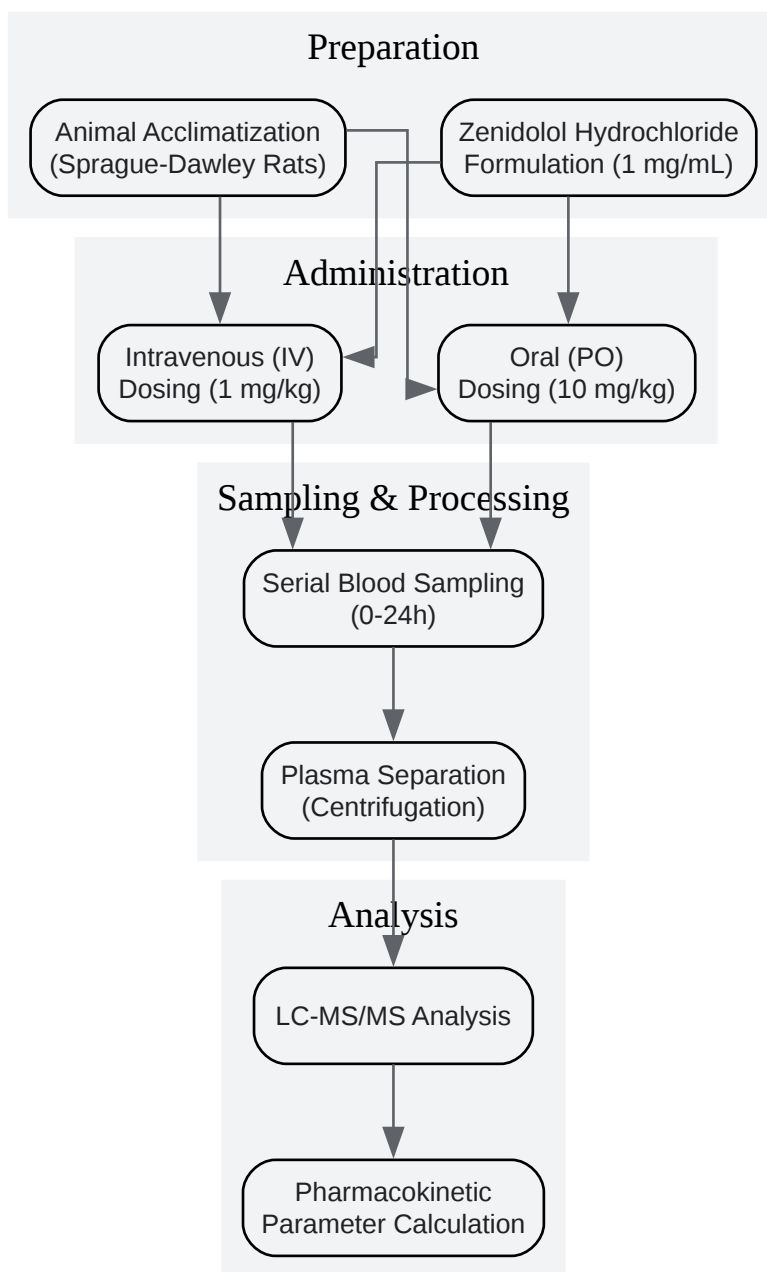 Preparation
Animal Acclimatization
(Sprague-Dawley Rats)
Zenidolol Hydrochloride
Formulation (1 mg/mL)
Administration
Intravenous (IV)
Dosing (1 mg/kg)
Oral (PO)
Dosing (10 mg/kg)
Sampling & Processing
Serial Blood Sampling
(0-24h)
Plasma Separation
(Centrifugation)
Analysis
LC-MS/MS Analysis
Pharmacokinetic
Parameter Calculation